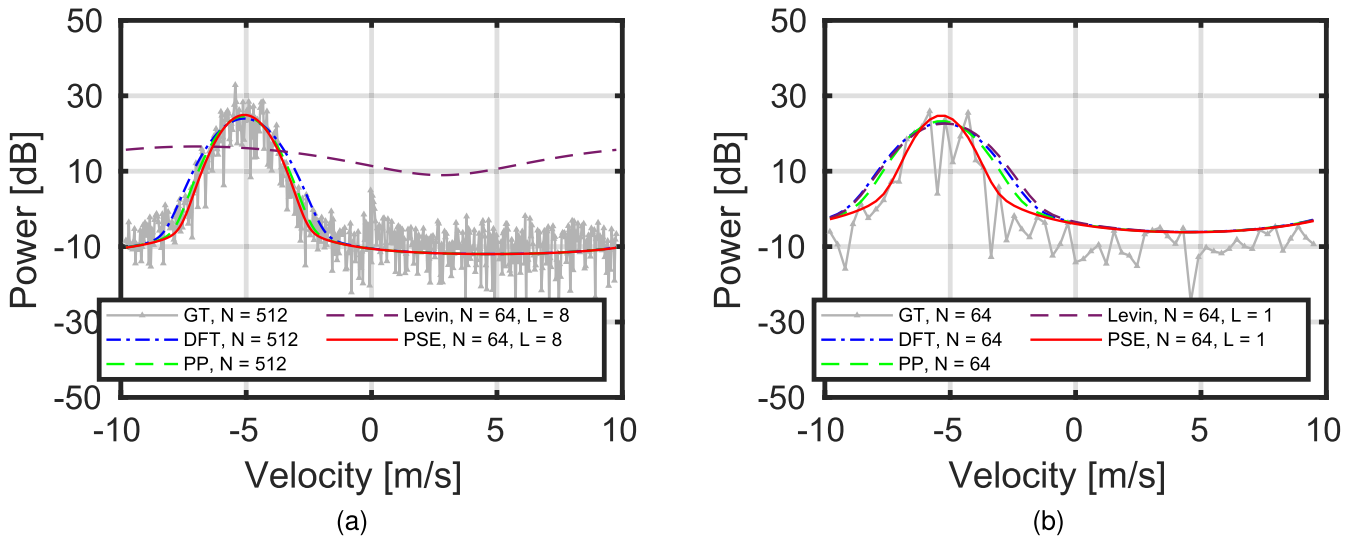 50
30
10
-10
-30
-50
Power [dB]
GT, N = 512
DFT, N = 512
PP, N = 512
Levin, N = 64, L = 8
PSE, N = 64, L = 8
-10 -5 0 5 10
Velocity [m/s]
(a)
50
30
10
-10
-30
-50
Power [dB]
GT, N = 64
DFT, N = 64
PP, N = 64
Levin, N = 64, L = 1
PSE, N = 64, L = 1
-10 -5 0 5 10
Velocity [m/s]
(b)